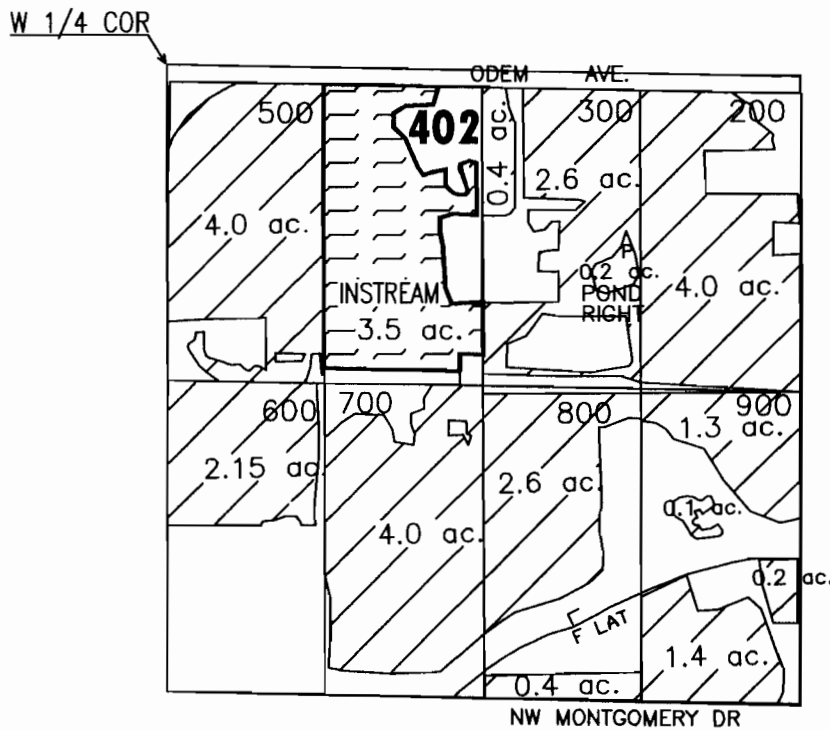 W 1/4 COR
ODEM AVE.
500
402
0.4 ac.
300
200
4.0 ac.
2.6 ac.
P
0.2 ac.
POND
RIGHT
4.0 ac.
INSTREAM
3.5 ac.
600
700
800
900
1.3 ac.
2.15 ac.
2.6 ac.
4.0 ac.
0.1 ac.
0.2 ac.
F LAT
1.4 ac.
0.4 ac.
NW MONTGOMERY DR